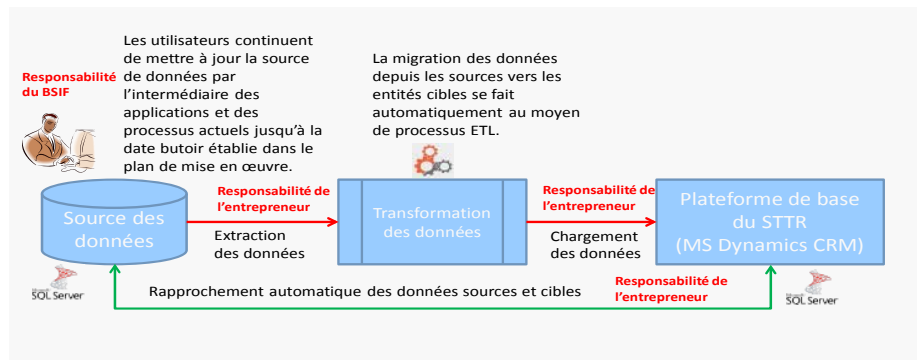 Responsabilité
du BSIF
Les utilisateurs continuent
de mettre à jour la source
de données par
l'intermédiaire des
applications et des
processus actuels jusqu'à la
date butoir établie dans le
plan de mise en œuvre.
La migration des données
depuis les sources vers les
entités cibles se fait
automatiquement au moyen
de processus ETL.
Source des
données
Responsabilité de
l'entrepreneur
Extraction
des données
Transformation
des données
Responsabilité de
l'entrepreneur
Chargement
des données
Plateforme de base
du STTR
(MS Dynamics CRM)
Microsoft
SQL Server
Rapprochement automatique des données sources et cibles
Responsabilité de
l'entrepreneur
Microsoft
SQL Server